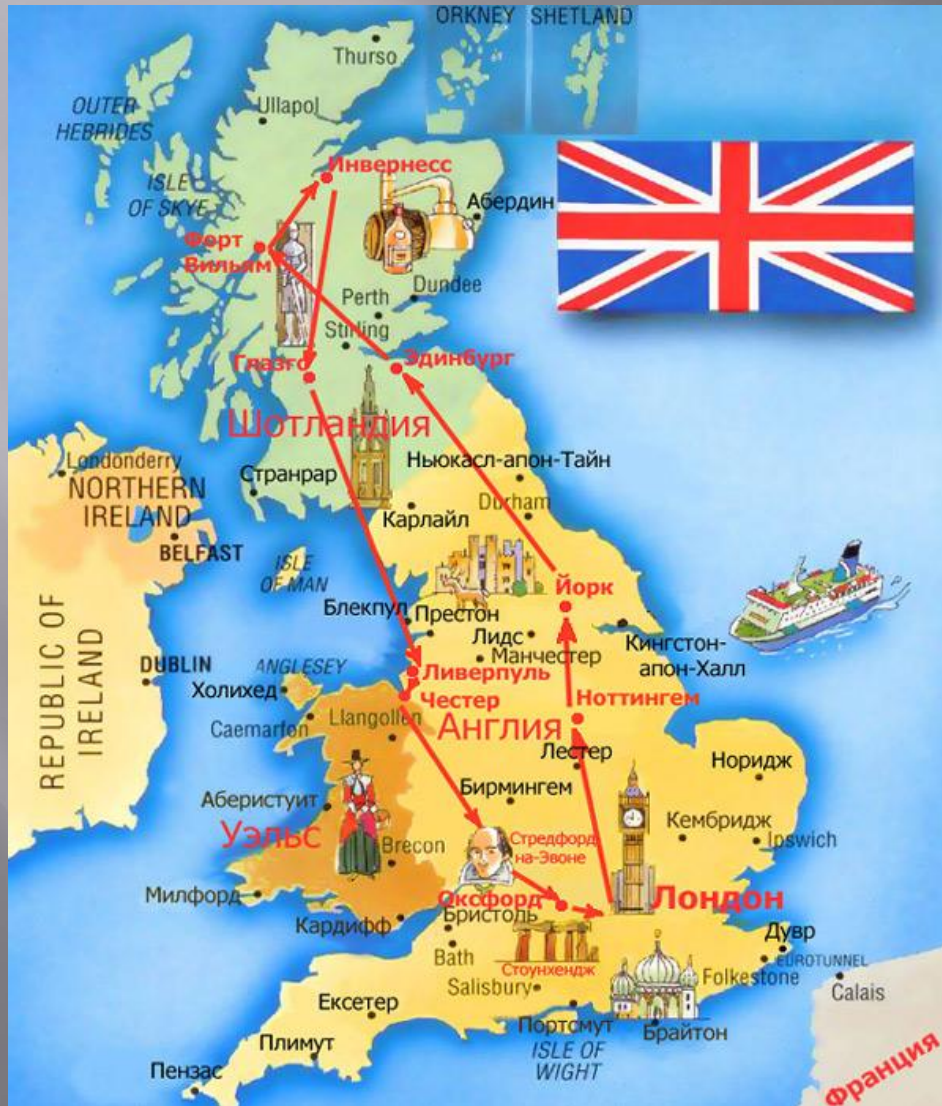 ORKNEY
SHETLAND
Thurso
OUTER
HEBRIDES
Ullapol
ISLE
OF SKYE
Инвернесс
Абердин
Форт
Вильям
Dundee
Perth
Stirling
Глазго
Эдинбург
Шотландия
Londonderry
NORTHERN
IRELAND
BELFAST
Странрар
Ньюкасл-апон-Тайн
Durham
Карлайл
ISLE
OF MAN
Йорк
Блекпул
Престон
Лидс
Манчестер
Кингстон-
апон-Халл
REPUBLIC OF
IRELAND
DUBLIN
ANGLESEY
Холихед
Caemarfon
Llangollen
Ливерпуль
Честер
Англия
Ноттингем
Лестер
Норидж
Бирмингем
Аберистуит
Уэльс
Brecon
Стредфорд
на-Эвоне
Кембридж
Ipswich
Милфорд
Кардифф
Оксфорд
Лондон
Бристоль
Bath
Стоунхендж
Salisbury
Дувр
EUROTUNNEL
Folkestone
Calais
Ексетер
Портсмут
ISLE OF
WIGHT
Брайтон
Плимут
Пензас
Франция